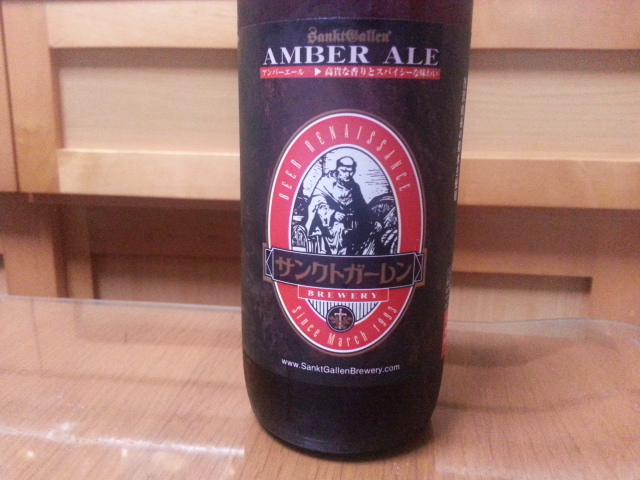 SanktGallen
AMBER ALE
アンバーエール ▶ 高貴な香りとスパイシーな味わい
BEER RENAISSANCE
サンクトガーレン
BREWERY
Since March 1993
www.SanktGallenBrewery.com